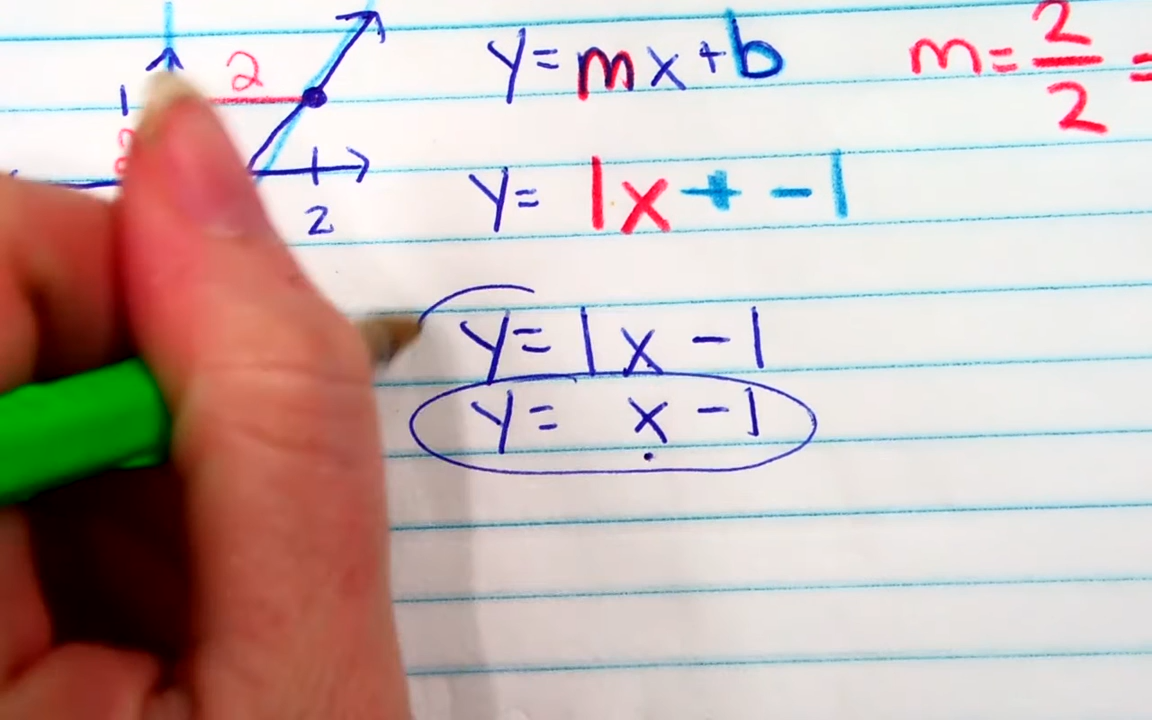 2
1
2
y=mx+b
m=2/2=
y=1x+-1
y=1x-1
y=x-1